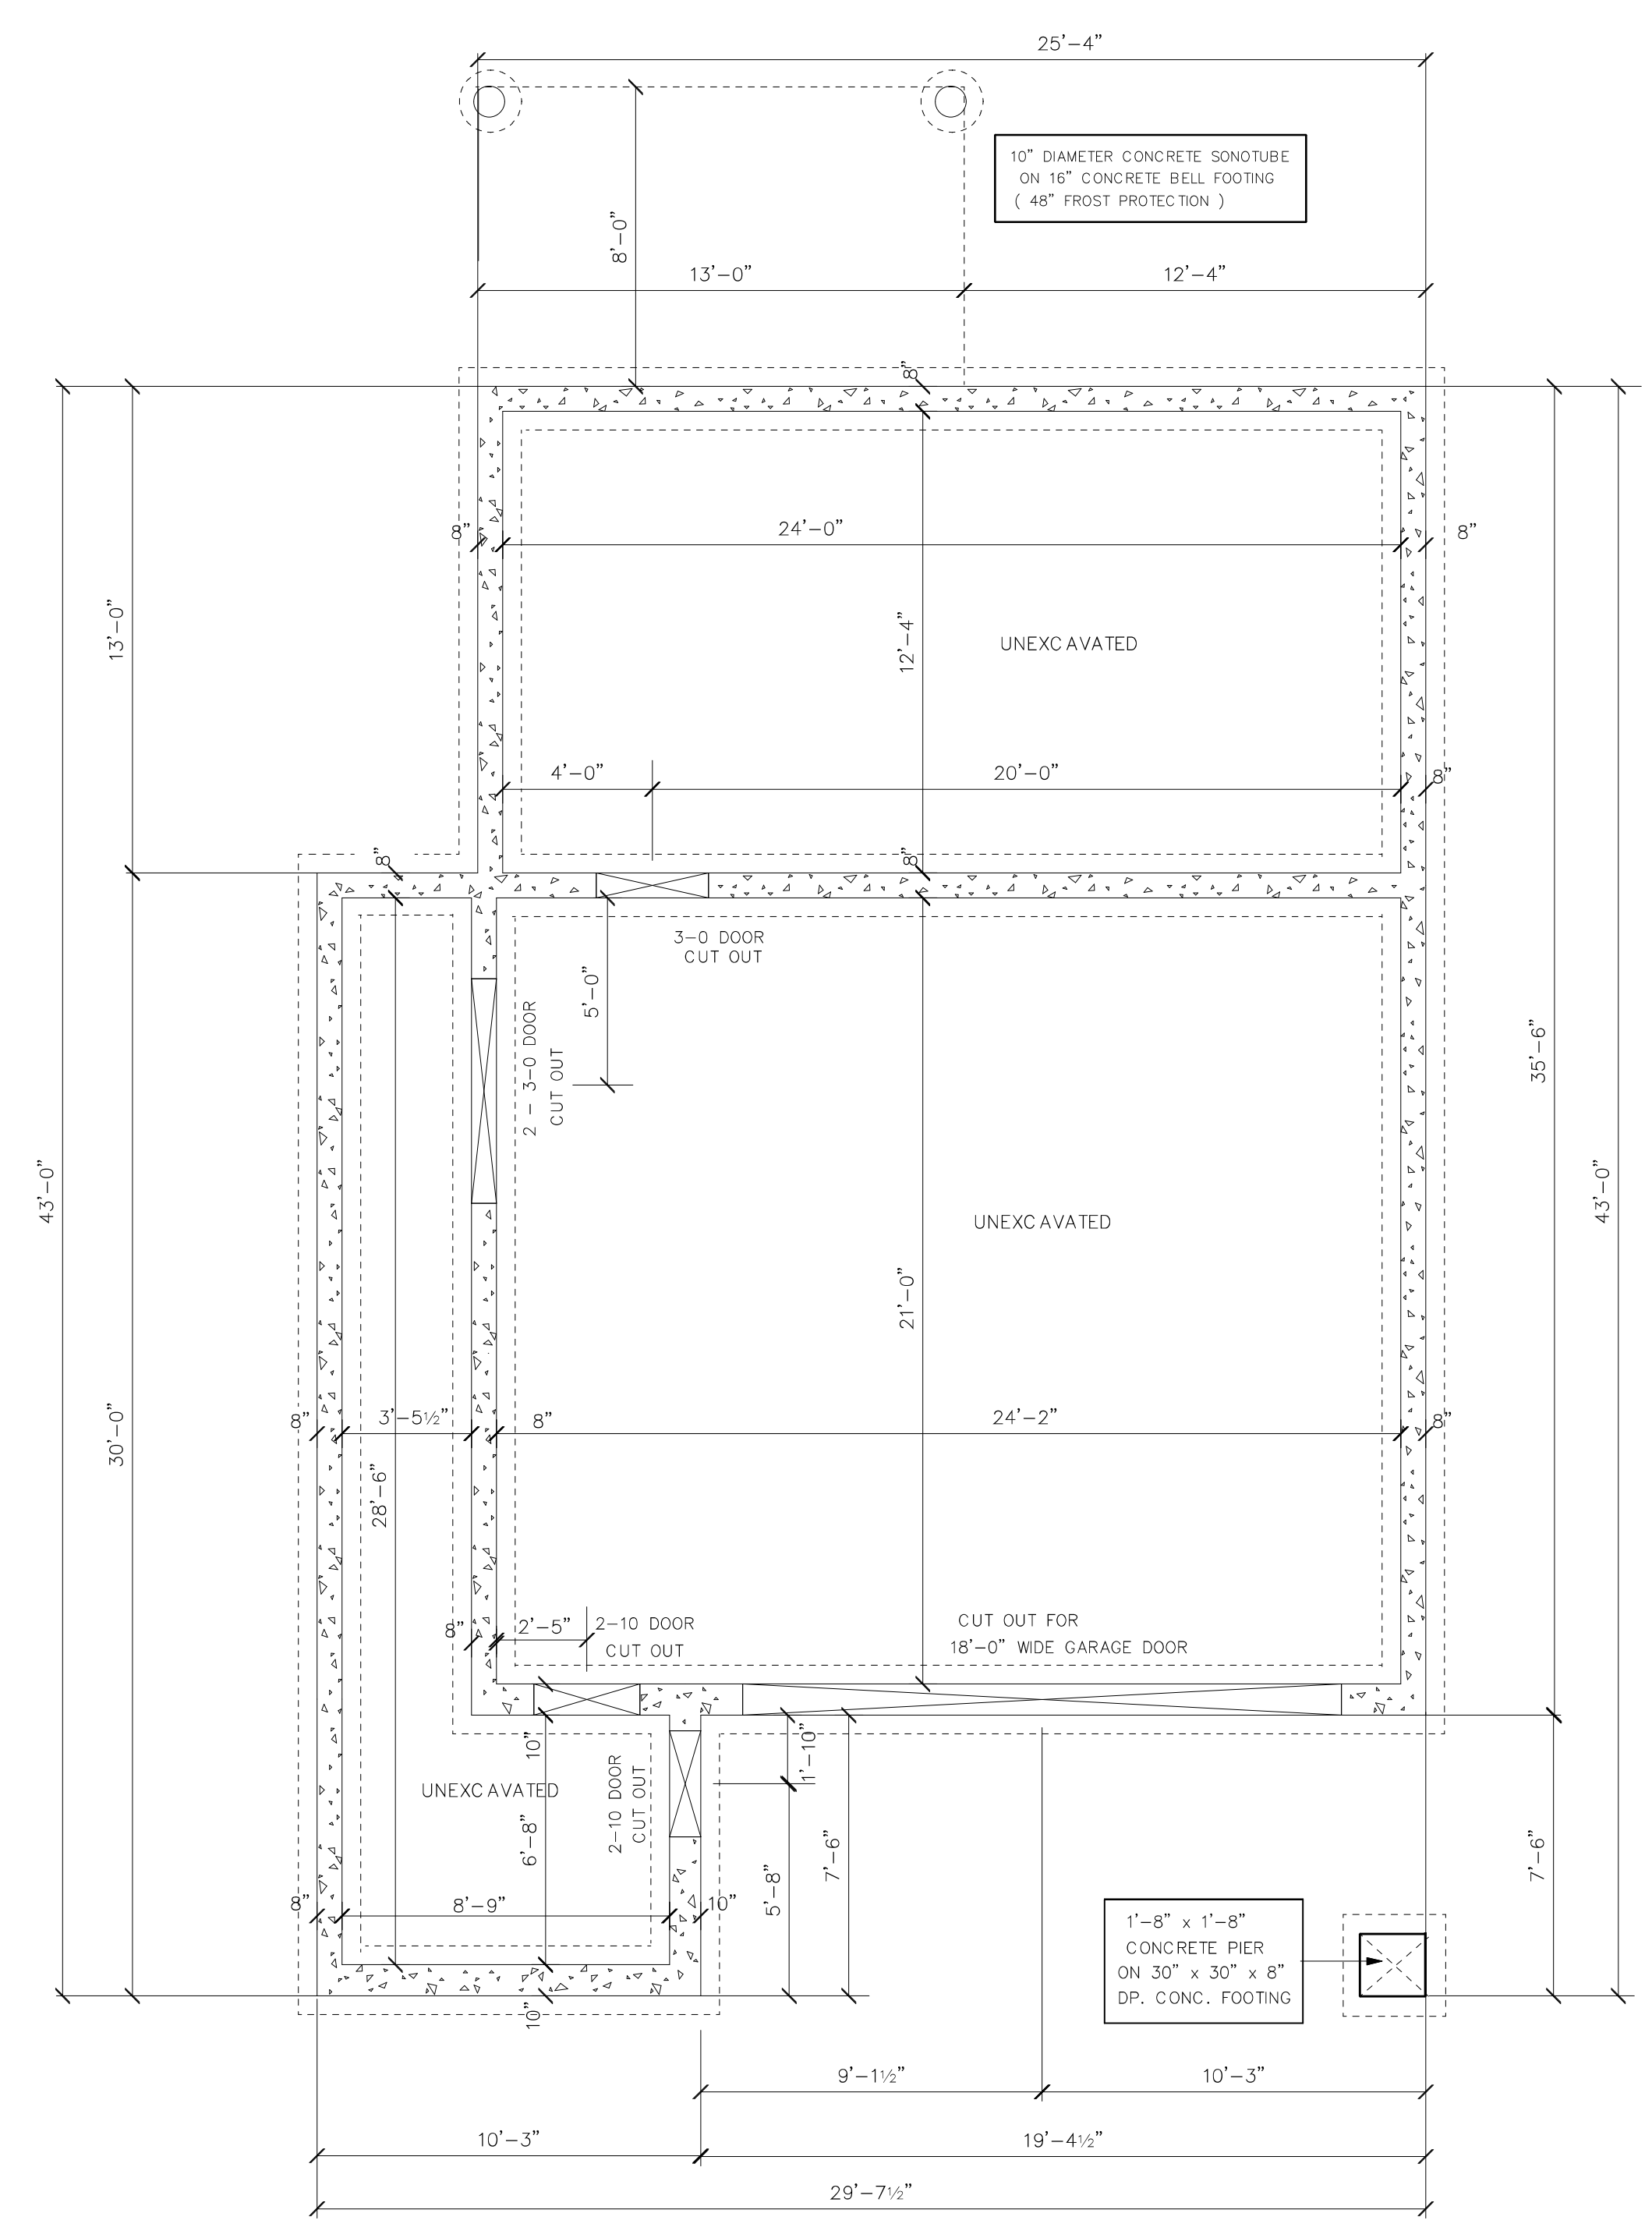 25'-4"
10" DIAMETER CONCRETE SONOTUBE
ON 16" CONCRETE BELL FOOTING
( 48" FROST PROTECTION )
8'-0"
13'-0"
12'-4"
8"
8"
24'-0"
8"
13'-0"
12'-4"
UNEXCAVATED
4'-0"
20'-0"
8"
8"
8"
3-0 DOOR
CUT OUT
5'-0"
2 - 3-0 DOOR
CUT OUT
35'-6"
43'-0"
43'-0"
UNEXCAVATED
21'-0"
30'-0"
8"
3'-5½"
8"
24'-2"
8"
28'-6"
8"
2'-5"
2-10 DOOR
CUT OUT
CUT OUT FOR
18'-0" WIDE GARAGE DOOR
10"
1'-10"
UNEXCAVATED
2-10 DOOR
CUT OUT
6'-8"
7'-6"
7'-6"
5'-8"
8"
8'-9"
10"
10"
1'-8" x 1'-8"
CONCRETE PIER
ON 30" x 30" x 8"
DP. CONC. FOOTING
9'-1½"
10'-3"
10'-3"
19'-4½"
29'-7½"